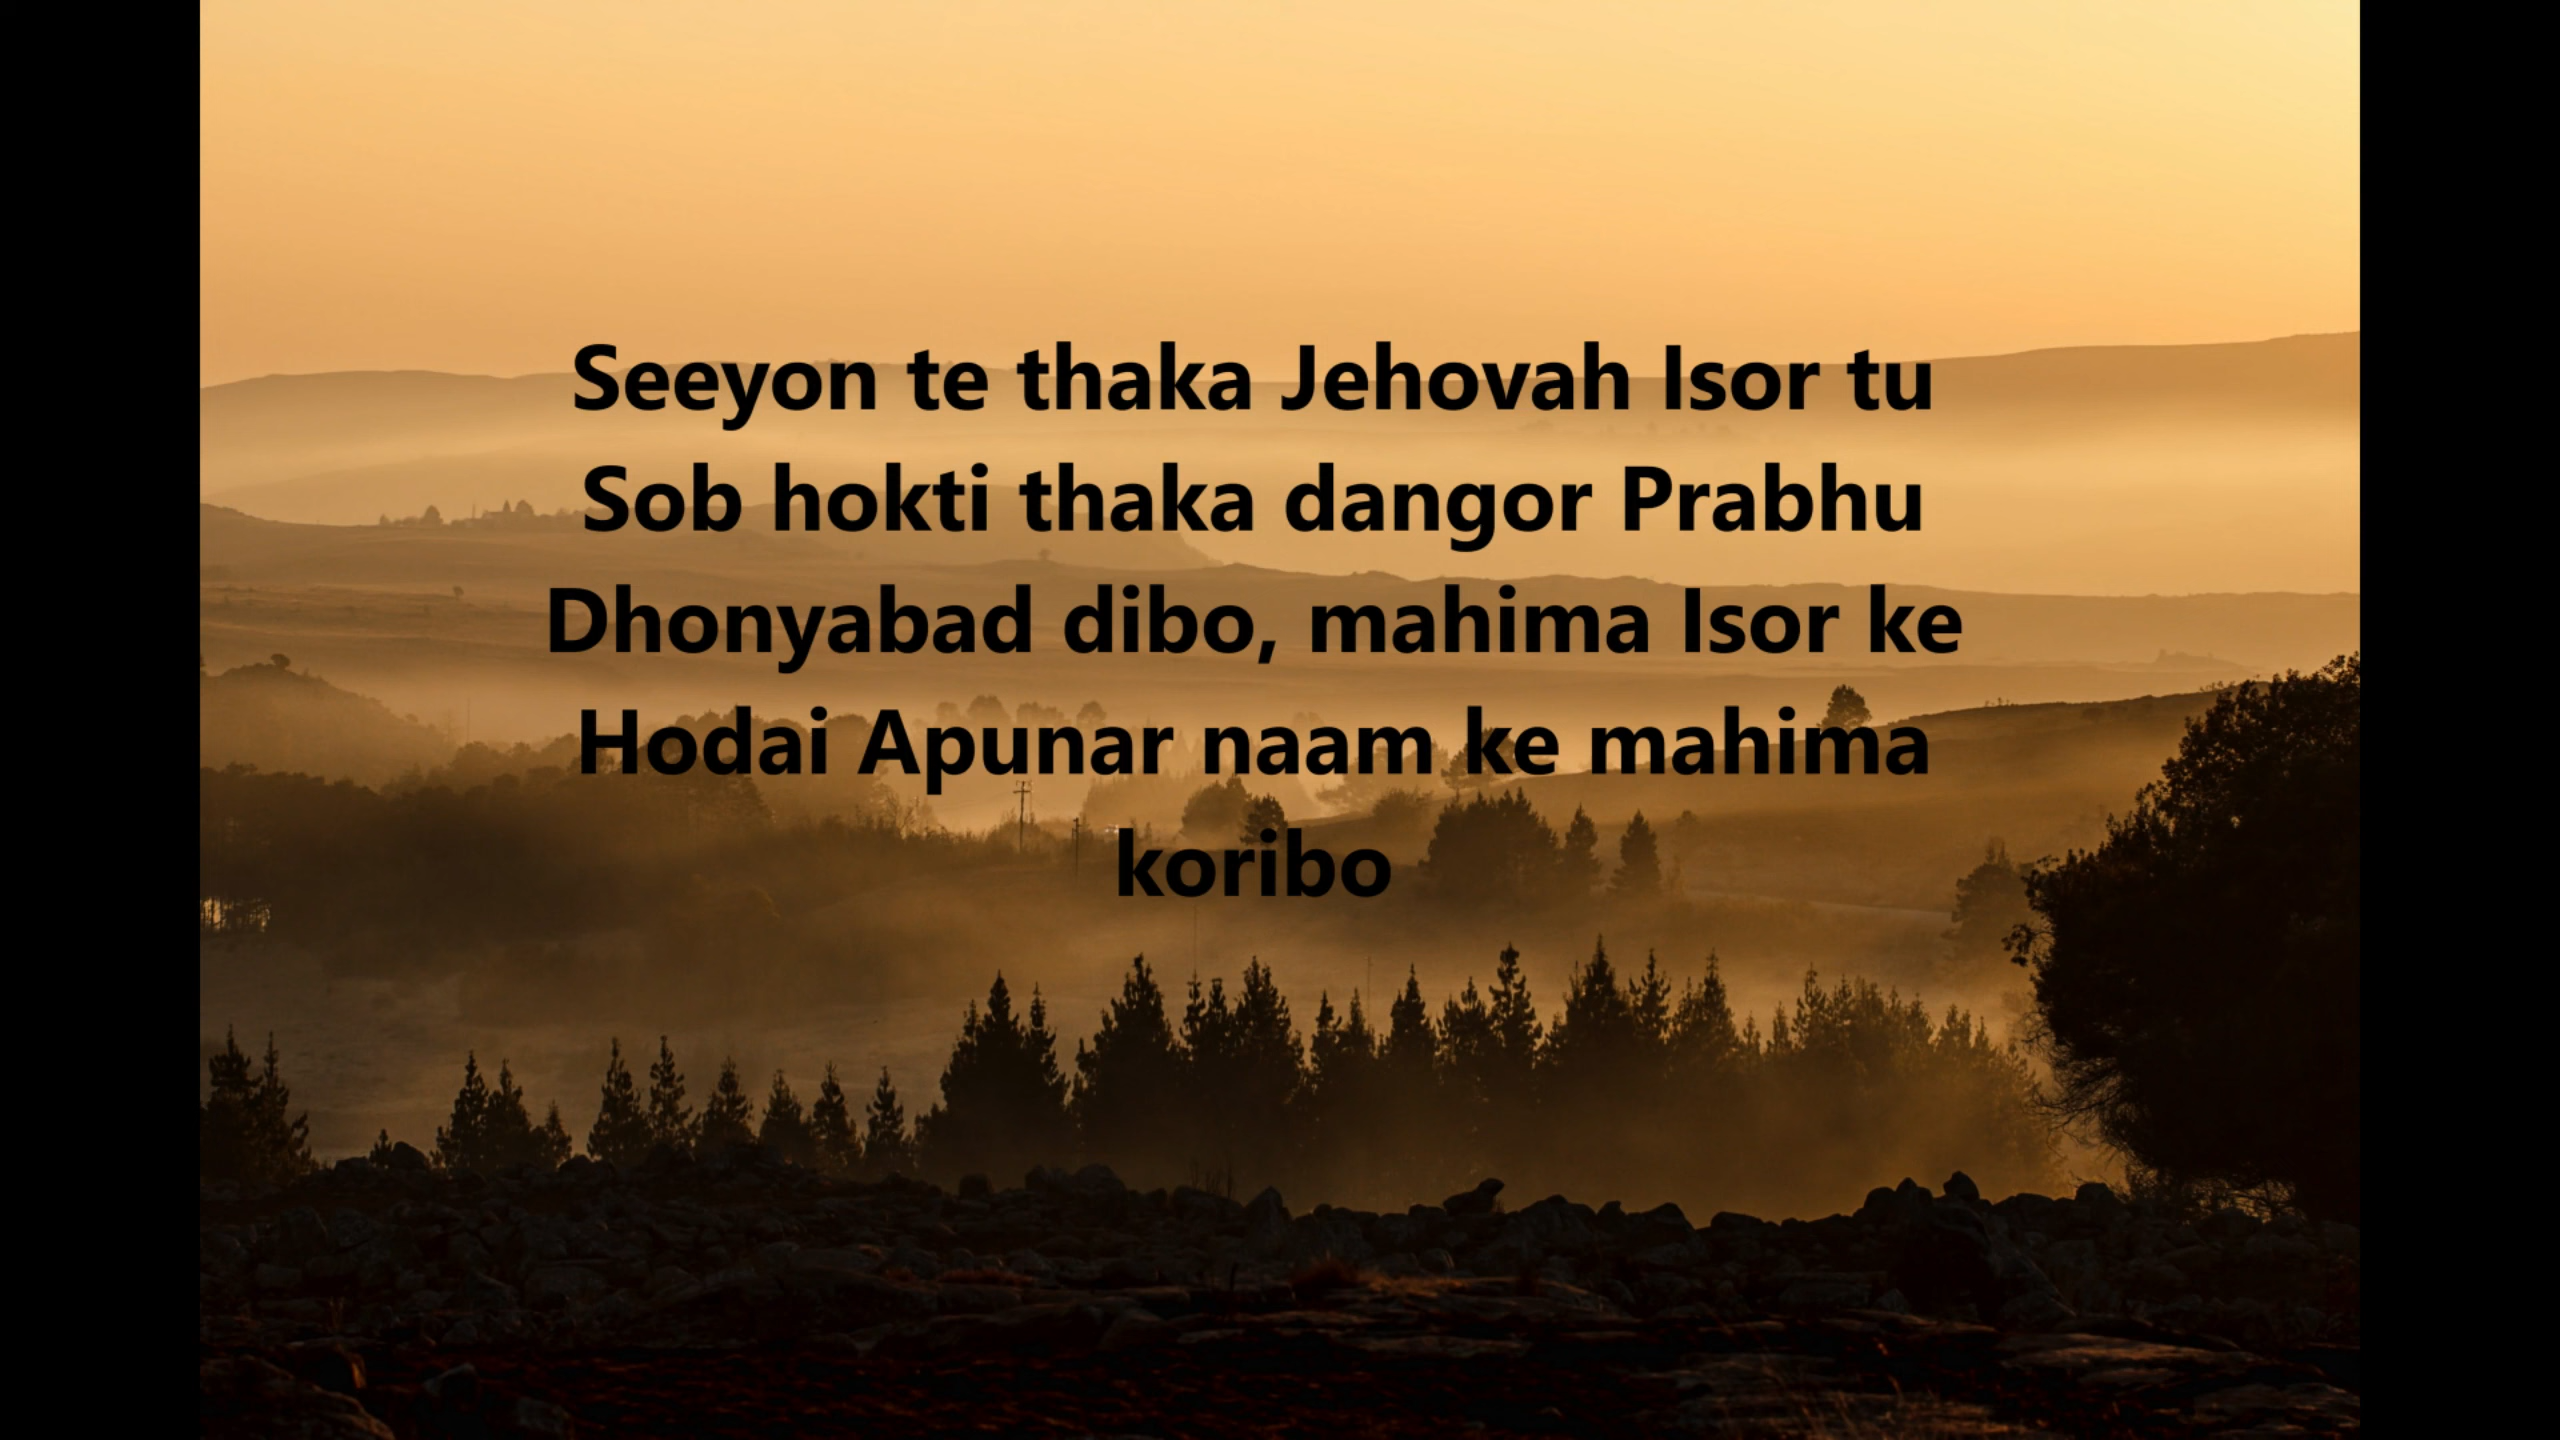 Seeyon te thaka Jehovah Isor tu
Sob hokti thaka dangor Prabhu
Dhonyabad dibo, mahima Isor ke
Hodai Apunar naam ke mahima
koribo